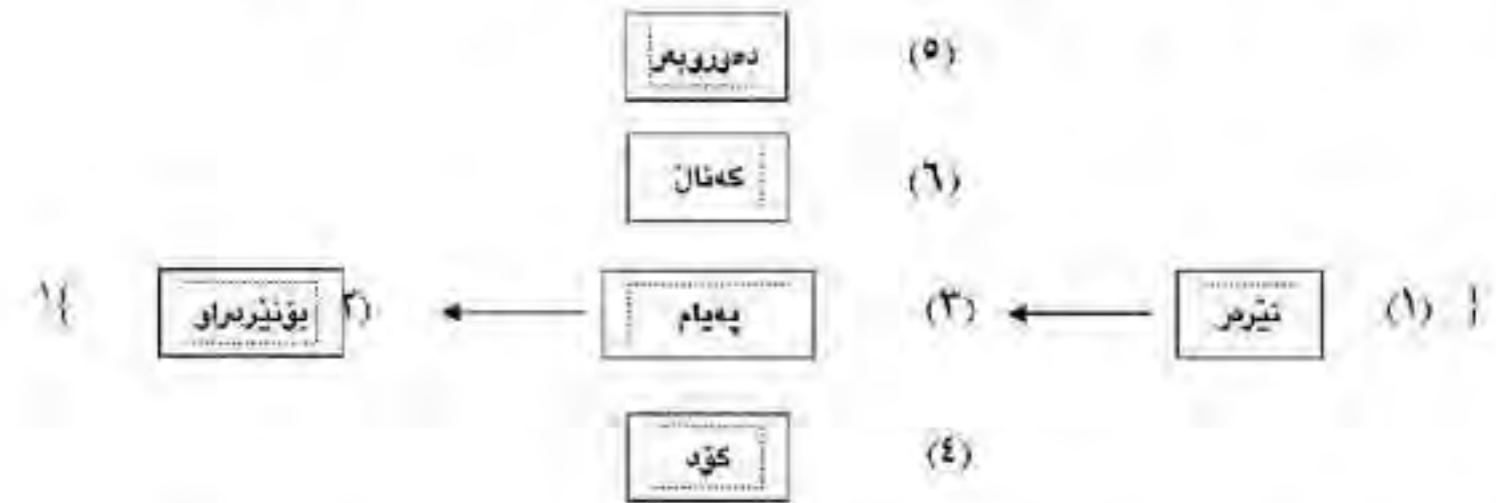 (٥) دەوروبەر
(٦) کەناڵ
(١) نێرەر (٣) پەیام (٢) بۆنێردراو
(٤) کۆد